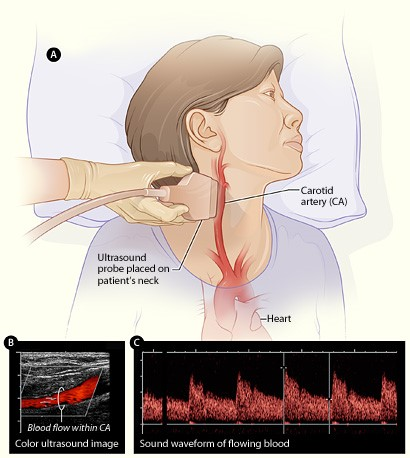 A
Carotid
artery (CA)
Ultrasound
probe placed on
patient's neck
Heart
B
Blood flow within CA
Color ultrasound image
C
Sound waveform of flowing blood